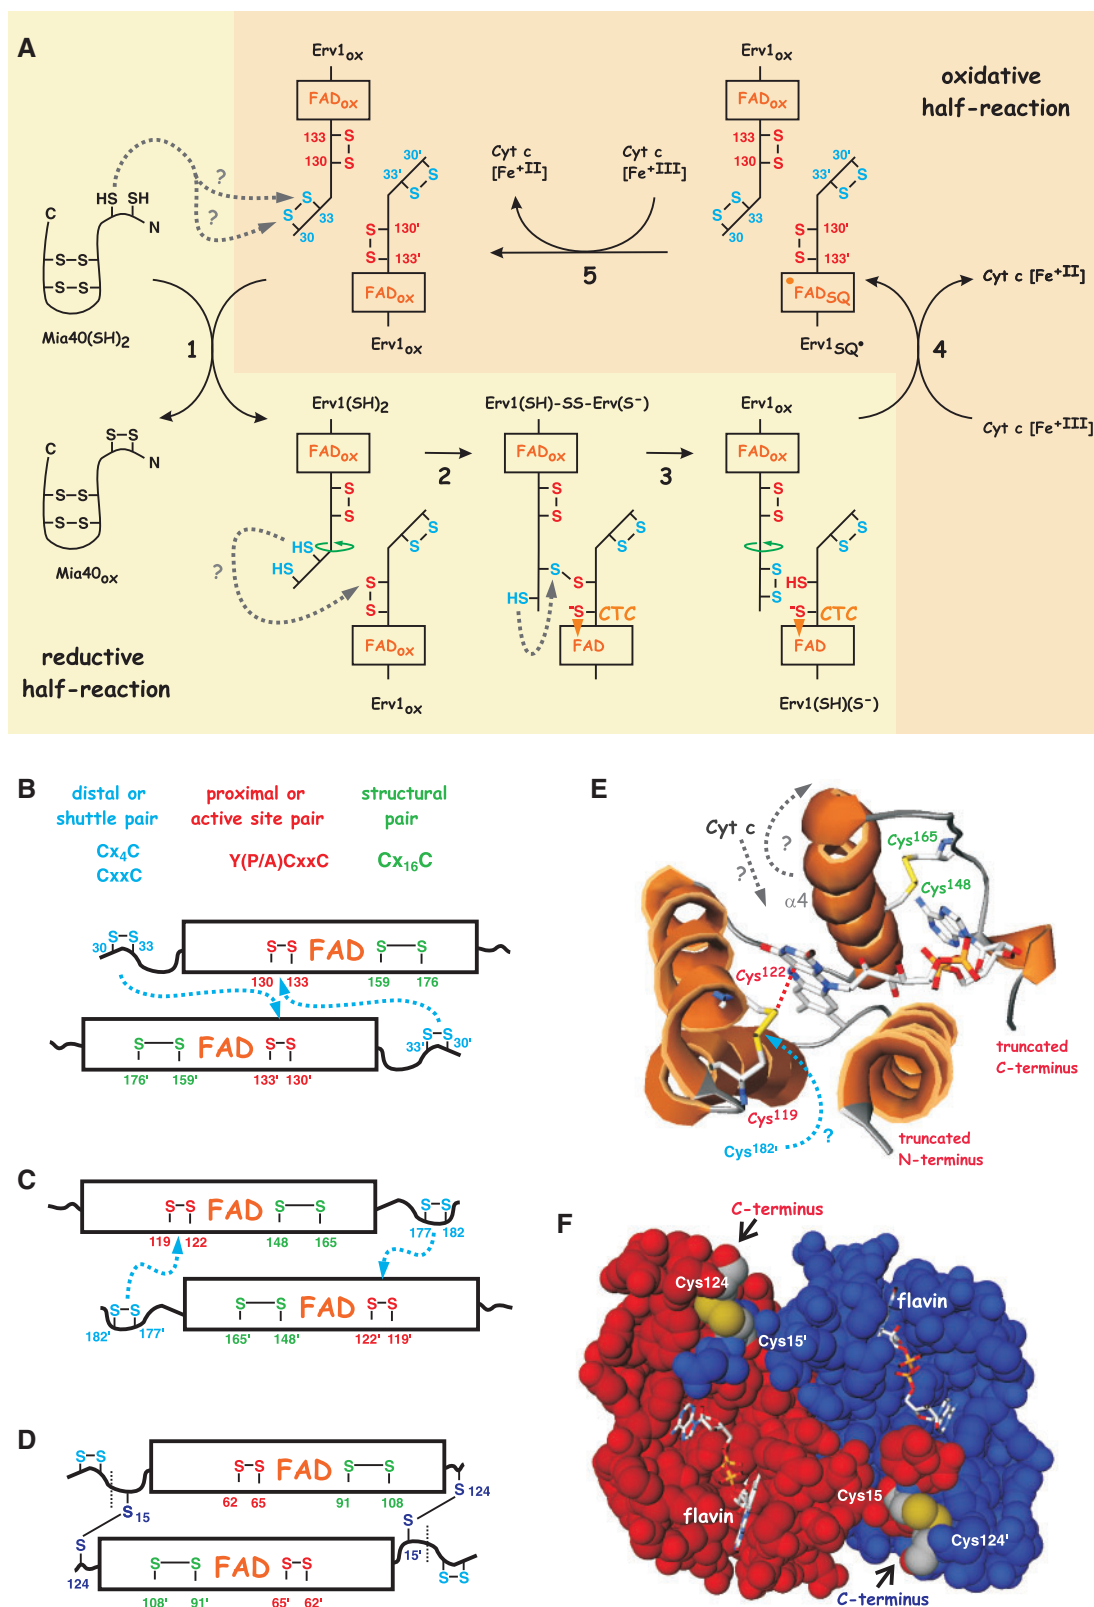 A
Erv1ox
FADox
133 S
130 S
S
S 33
30
30'
33' S
S
S 130'
S 133'
FADox
Erv1ox
?
?
HS SH
C
N
S-S
S-S
Mia40(SH)2
1
Cyt c
[Fe+II]
Cyt c
[Fe+III]
5
oxidative
half-reaction
Erv1ox
FADox
133 S
130 S
S
S 33
30
30'
33' S
S
S 130'
S 133'
FADSQ
Erv1SQ•
Cyt c [Fe+II]
4
Cyt c [Fe+III]
S-S
C
N
S-S
S-S
Mia40ox
Erv1(SH)2
FADox
S
S
HS
HS
?
S
S
S
S
FADox
Erv1ox
2
Erv1(SH)-SS-Erv(S-)
FADox
S
S
S
S
S S
HS
-S CTC
FAD
3
Erv1ox
FADox
S
S
S
S
S
S
HS
-S CTC
FAD
Erv1(SH)(S-)
reductive
half-reaction
B
distal or
shuttle pair
Cx4C
CxxC
proximal or
active site pair
Y(P/A)CxxC
structural
pair
Cx16C
S-S
30 33
S-S FAD S-S
130 133 159 176
S-S FAD S-S
176' 159' 133' 130'
S-S
33' 30'
C
S-S FAD S-S
119 122 148 165
S-S
177 182
S-S
182' 177'
S-S FAD S-S
165' 148' 122' 119'
D
S-S
S-S FAD S-S
62 65 91 108
S 15
S 124
S
124
S
15'
S-S FAD S-S
108' 91' 65' 62'
S-S
E
Cyt c
?
?
α4
Cys165
Cys148
Cys122
Cys119
Cys182'
?
truncated
C-terminus
truncated
N-terminus
F
C-terminus
Cys124
Cys15'
flavin
flavin
Cys15
Cys124'
C-terminus